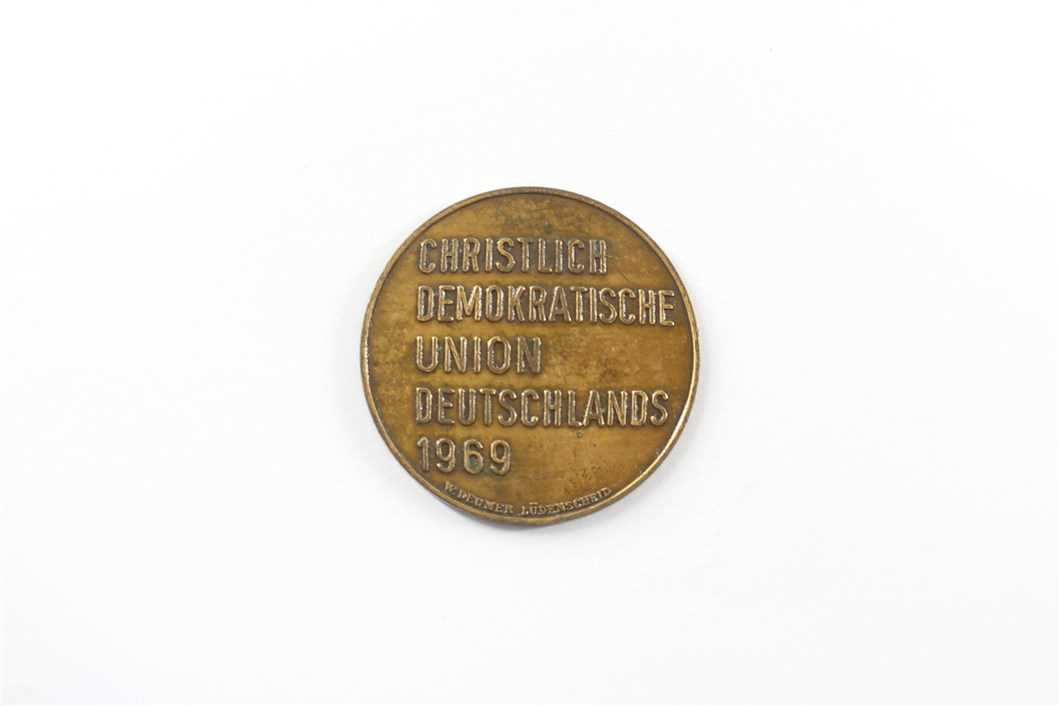 CHRISTLICH
DEMOKRATISCHE
UNION
DEUTSCHLANDS
1969
W. DEUMER LÜDENSCHEID